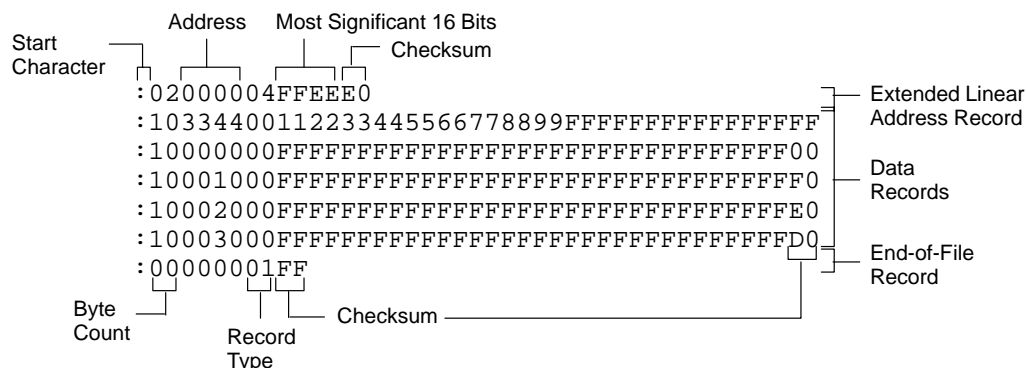 Address
Most Significant 16 Bits
Start
Character
Checksum
:02000004FFEEE0
:10334400112233445566778899FFFFFFFFFFFFFFFF
:10000000FFFFFFFFFFFFFFFFFFFFFFFFFFFFFFFF00
:10001000FFFFFFFFFFFFFFFFFFFFFFFFFFFFFFFFF0
:10002000FFFFFFFFFFFFFFFFFFFFFFFFFFFFFFFFE0
:10003000FFFFFFFFFFFFFFFFFFFFFFFFFFFFFFFFD0
:00000001FF
Extended Linear
Address Record
Data
Records
End-of-File
Record
Byte
Count
Record
Type
Checksum